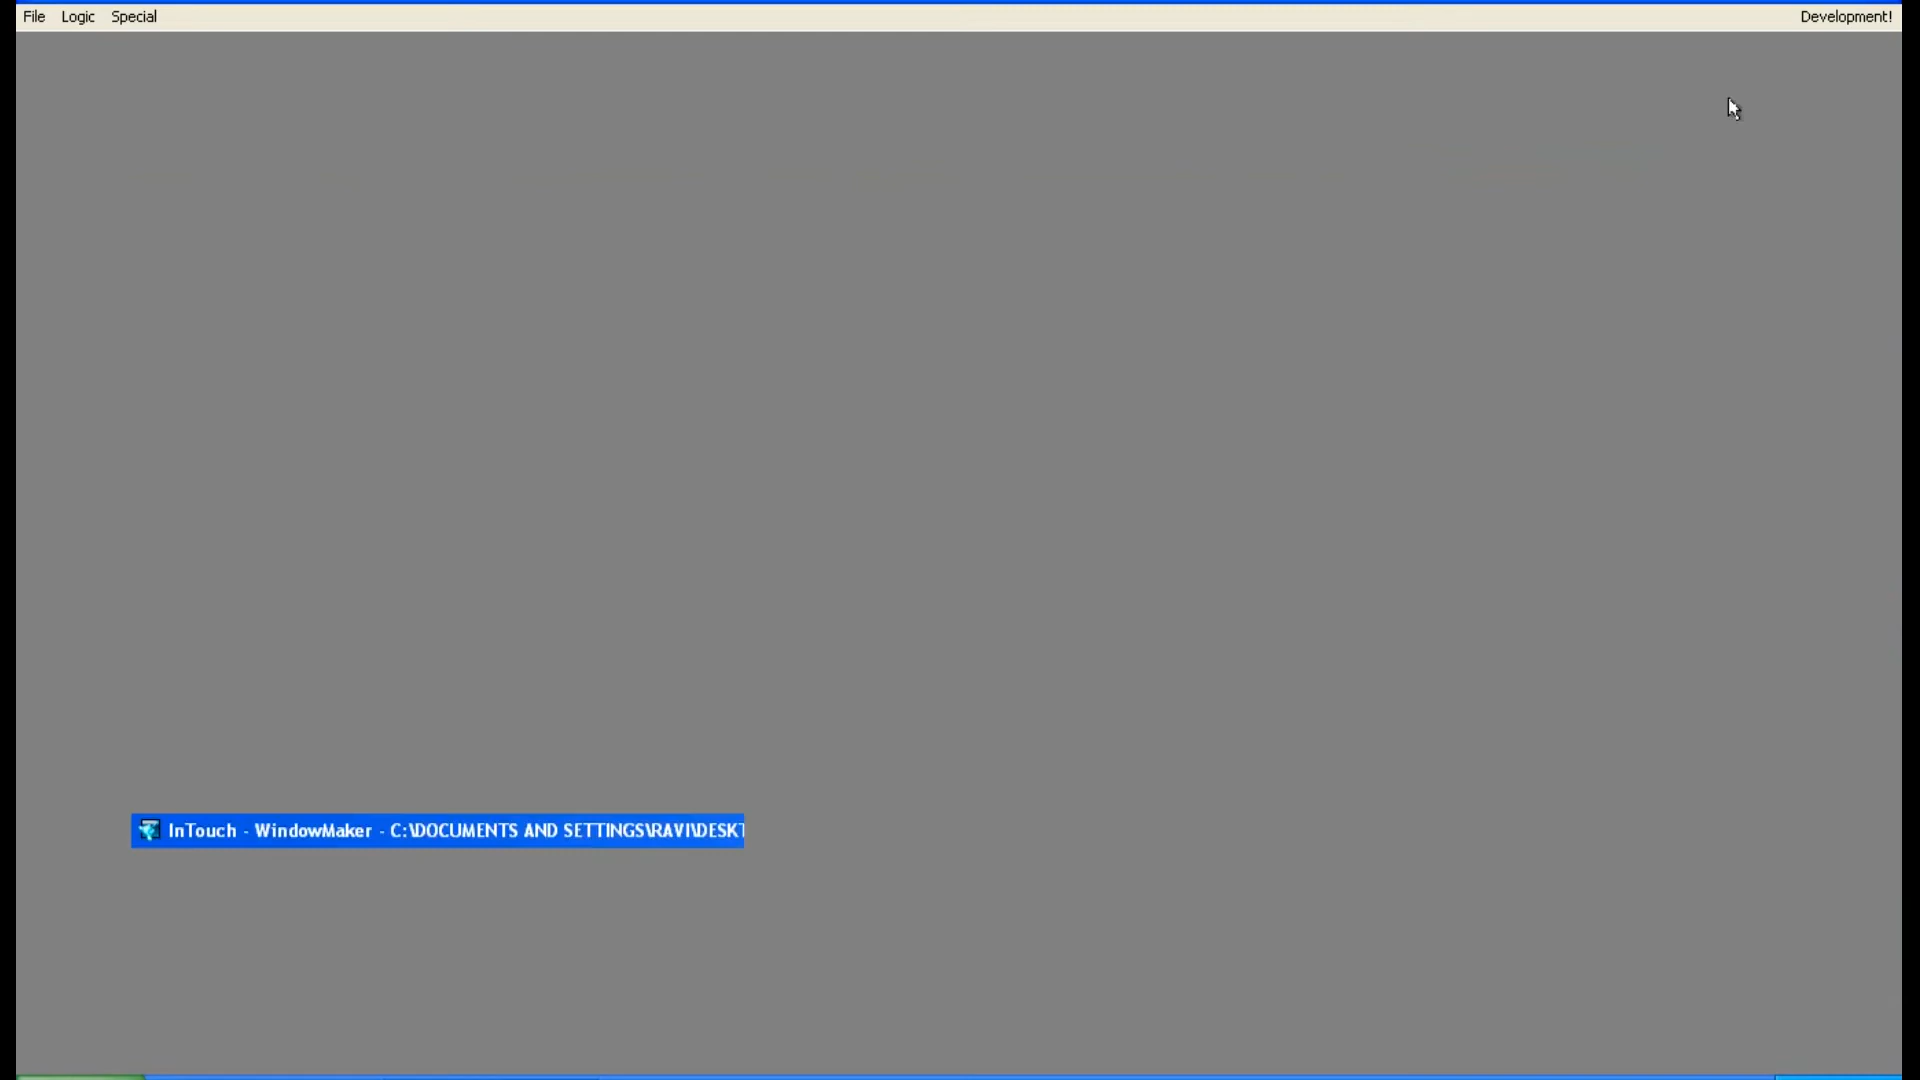 File Logic Special Development!
InTouch - WindowMaker - C:\DOCUMENTS AND SETTINGS\RAVI\DESKT